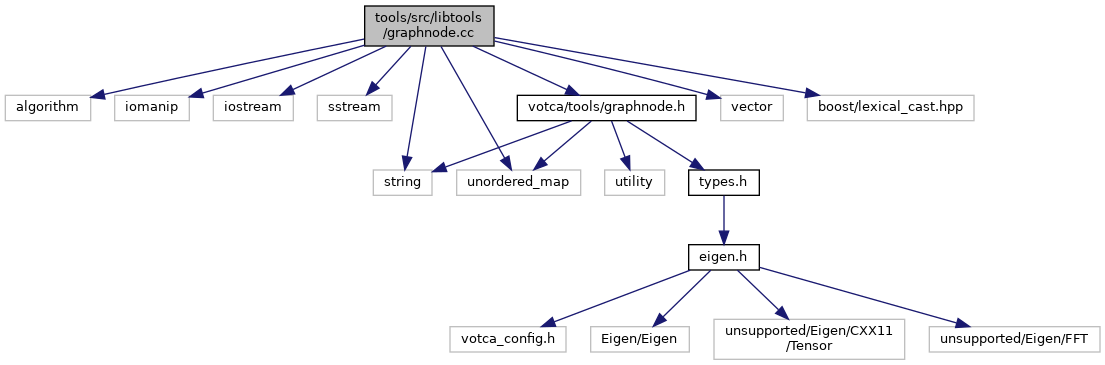 tools/src/libtools
/graphnode.cc
algorithm
iomanip
iostream
sstream
votca/tools/graphnode.h
vector
boost/lexical_cast.hpp
string
unordered_map
utility
types.h
eigen.h
votca_config.h
Eigen/Eigen
unsupported/Eigen/CXX11
/Tensor
unsupported/Eigen/FFT